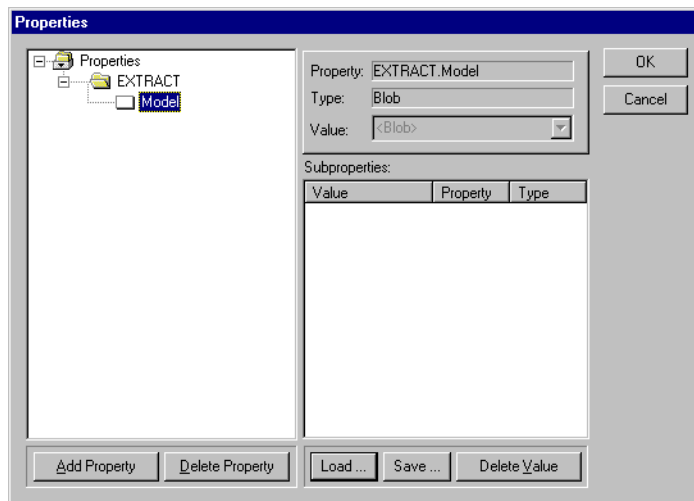 Properties
Properties
EXTRACT
Model
Property: EXTRACT.Model
Type: Blob
Value: <Blob>
OK
Cancel
Subproperties:
Value Property Type
Add Property Delete Property Load ... Save ... Delete Value